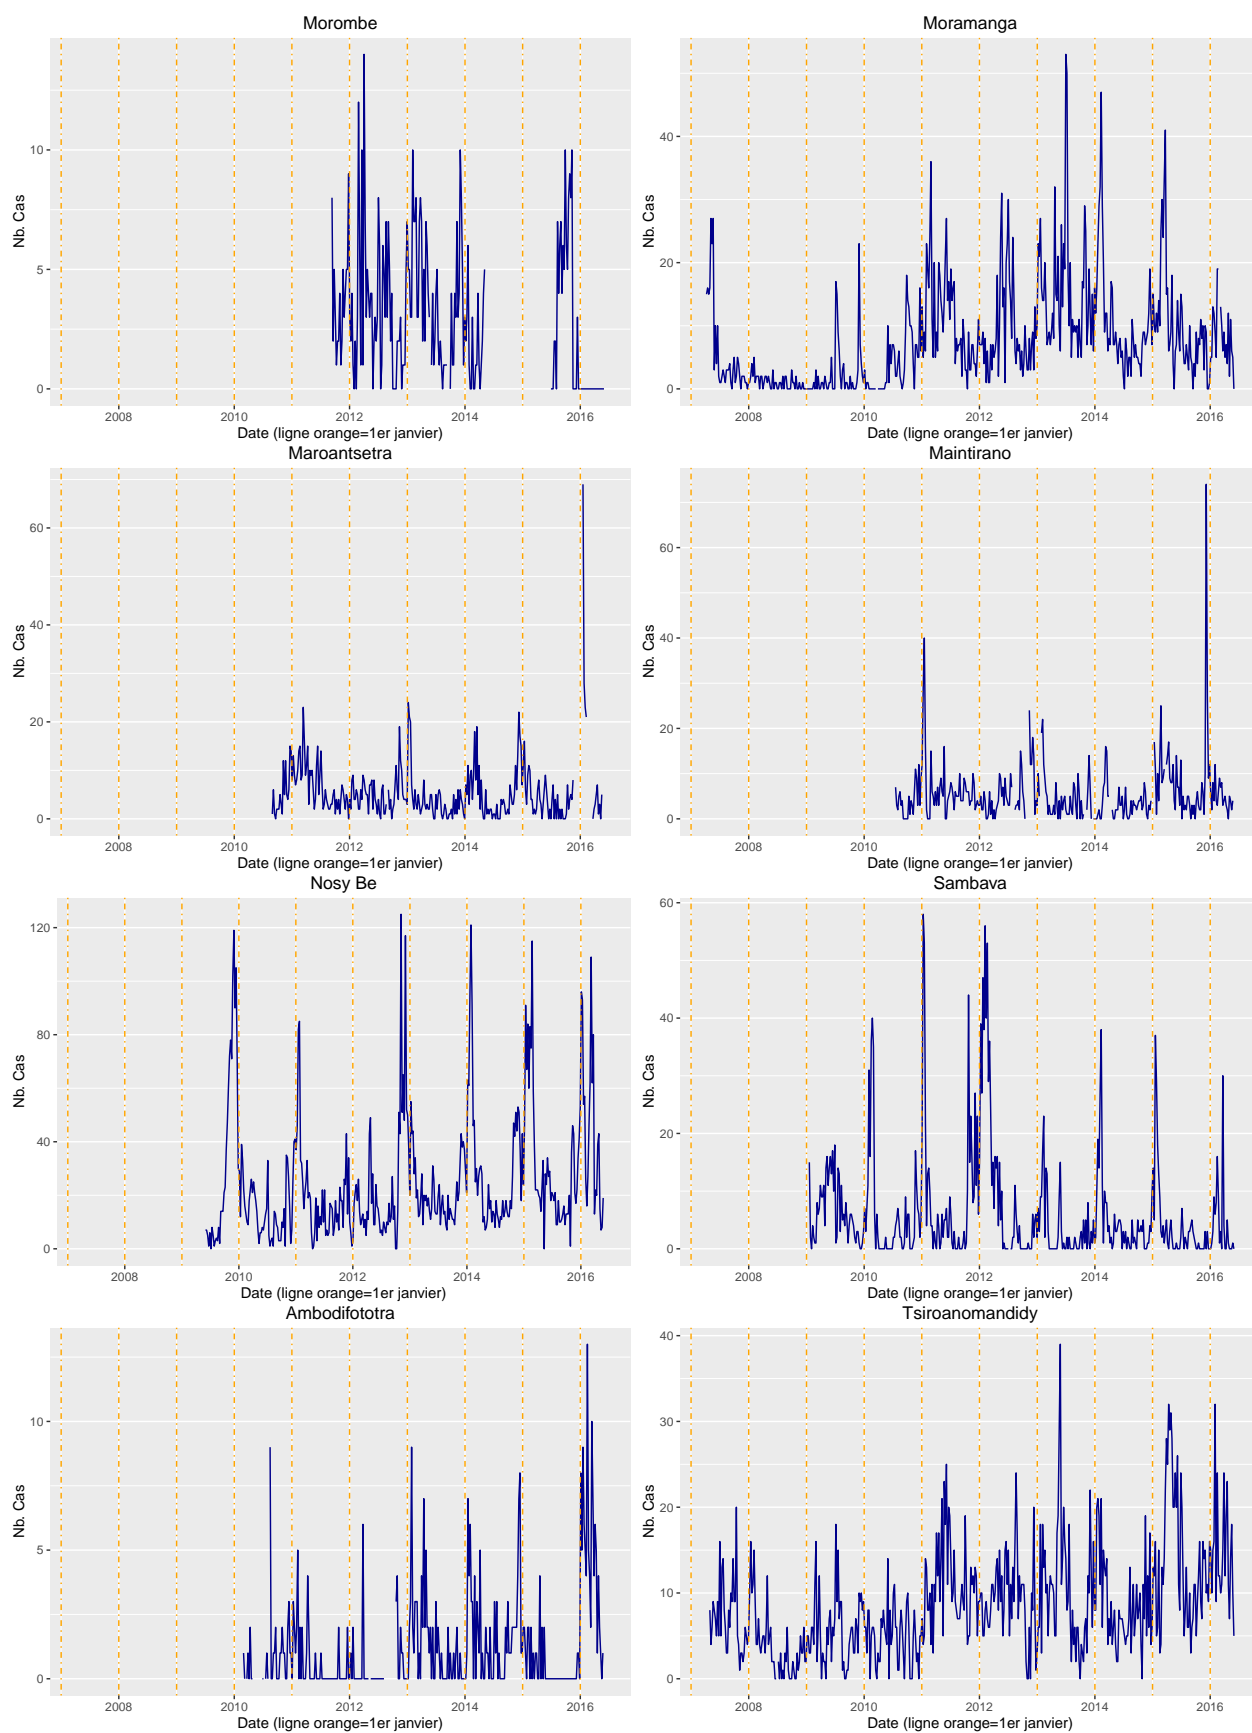 Morombe
Nb. Cas
10
5
0
2008 2010 2012 2014 2016
Date (ligne orange=1er janvier)
Moramanga
Nb. Cas
40
20
0
2008 2010 2012 2014 2016
Date (ligne orange=1er janvier)
Maroantsetra
Nb. Cas
60
40
20
0
2008 2010 2012 2014 2016
Date (ligne orange=1er janvier)
Maintirano
Nb. Cas
60
40
20
0
2008 2010 2012 2014 2016
Date (ligne orange=1er janvier)
Nosy Be
Nb. Cas
120
80
40
0
2008 2010 2012 2014 2016
Date (ligne orange=1er janvier)
Sambava
Nb. Cas
60
40
20
0
2008 2010 2012 2014 2016
Date (ligne orange=1er janvier)
Ambodifototra
Nb. Cas
10
5
0
2008 2010 2012 2014 2016
Date (ligne orange=1er janvier)
Tsiroanomandidy
Nb. Cas
40
30
20
10
0
2008 2010 2012 2014 2016
Date (ligne orange=1er janvier)